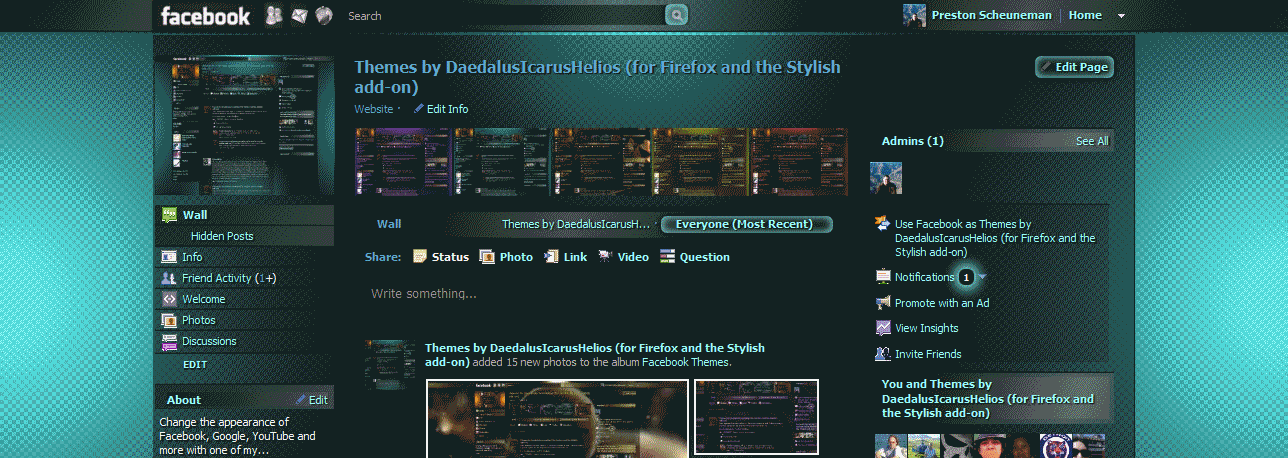 facebook
Search
Preston Scheuneman
Home
Themes by DaedalusIcarusHelios (for Firefox and the Stylish
add-on)
Website ·
Edit Info
Edit Page
Wall
Hidden Posts
Info
Friend Activity (1+)
Welcome
Photos
Discussions
EDIT
About
Edit
Change the appearance of
Facebook, Google, YouTube and
more with one of my...
Wall
Themes by DaedalusIcarusH... ·
Everyone (Most Recent)
Share:
Status
Photo
Link
Video
Question
Write something...
Themes by DaedalusIcarusHelios (for Firefox and the Stylish
add-on) added 15 new photos to the album Facebook Themes.
Admins (1)
See All
Use Facebook as Themes by
DaedalusIcarusHelios (for Firefox and the
Stylish add-on)
Notifications 1
Promote with an Ad
View Insights
Invite Friends
You and Themes by
DaedalusIcarusHelios (for Firefox and
the Stylish add-on)